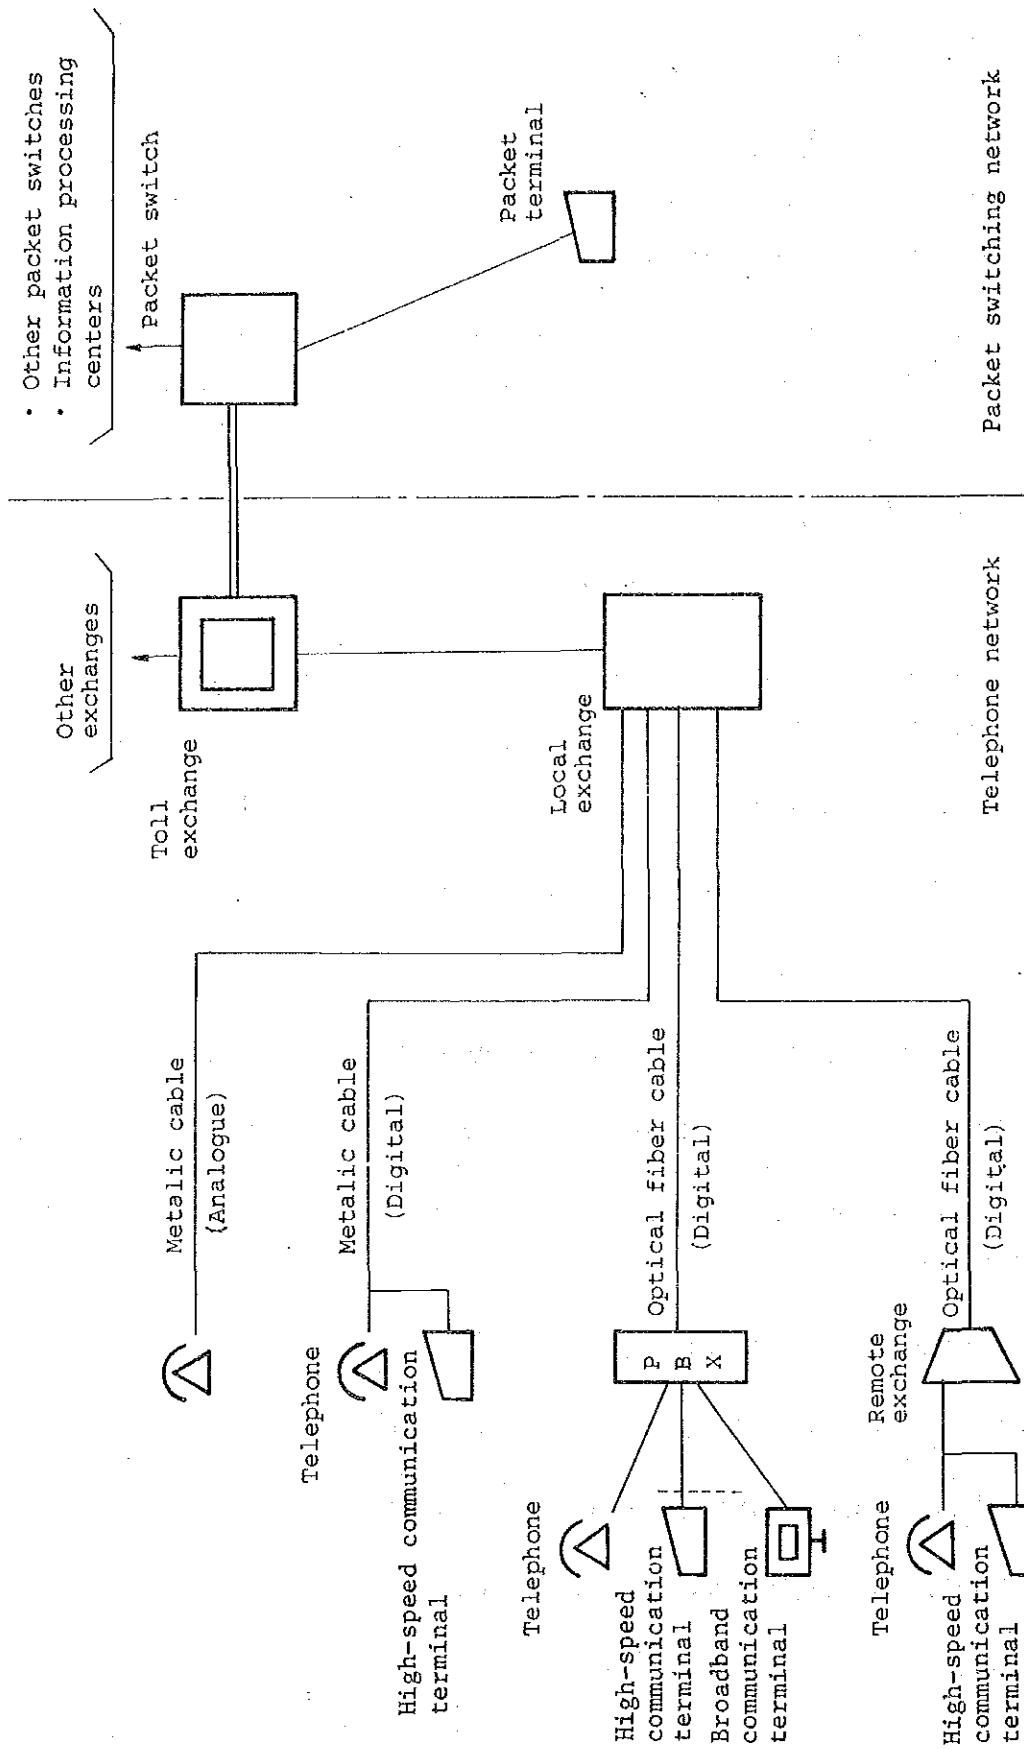 Metalic cable
(Analogue)
Telephone
Metalic cable
(Digital)
High-speed communication
terminal
Telephone
High-speed
communication
terminal
Broadband
communication
terminal
P B X
Optical fiber cable
(Digital)
Telephone
High-speed
communication
terminal
Remote
exchange
Optical fiber cable
(Digital)
Other
exchanges
Toll
exchange
Local
exchange
Telephone network
· Other packet switches
· Information processing
centers
Packet switch
Packet
terminal
Packet switching network